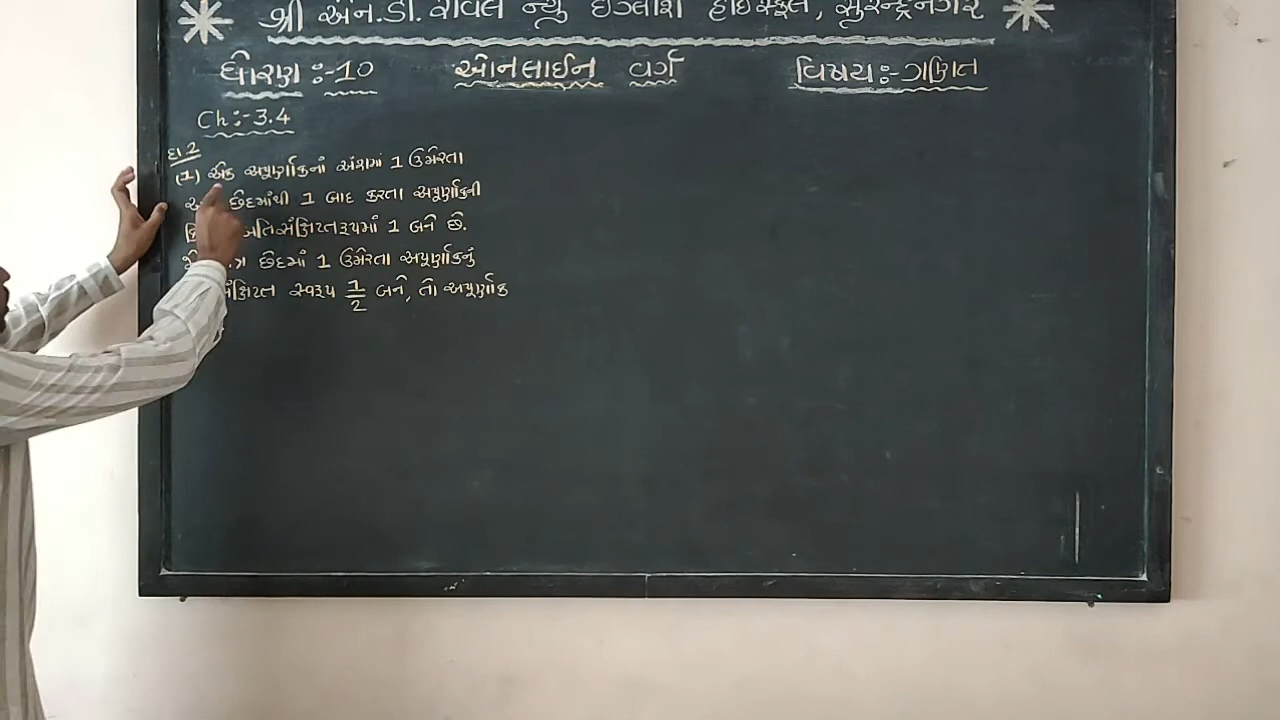 શ્રી એન.ડી. રાવલ ન્યુ ઇંગ્લીશ હાઇસ્કૂલ, સુરેન્દ્રનગર
ધોરણ :- 10 ઓનલાઈન વર્ગ વિષય :- ગણિત
Ch :- 3.4
દા.2
(1) એક અપૂર્ણાંકનાં અંશમાં 1 ઉમેરતા
છેદમાંથી 1 બાદ કરતા અપૂર્ણાંકની
અતિસંક્ષિપ્તરૂપમાં 1 બને છે.
છેદમાં 1 ઉમેરતા અપૂર્ણાંકનું
સંક્ષિપ્ત સ્વરૂપ 1/2 બને, તો અપૂર્ણાંક